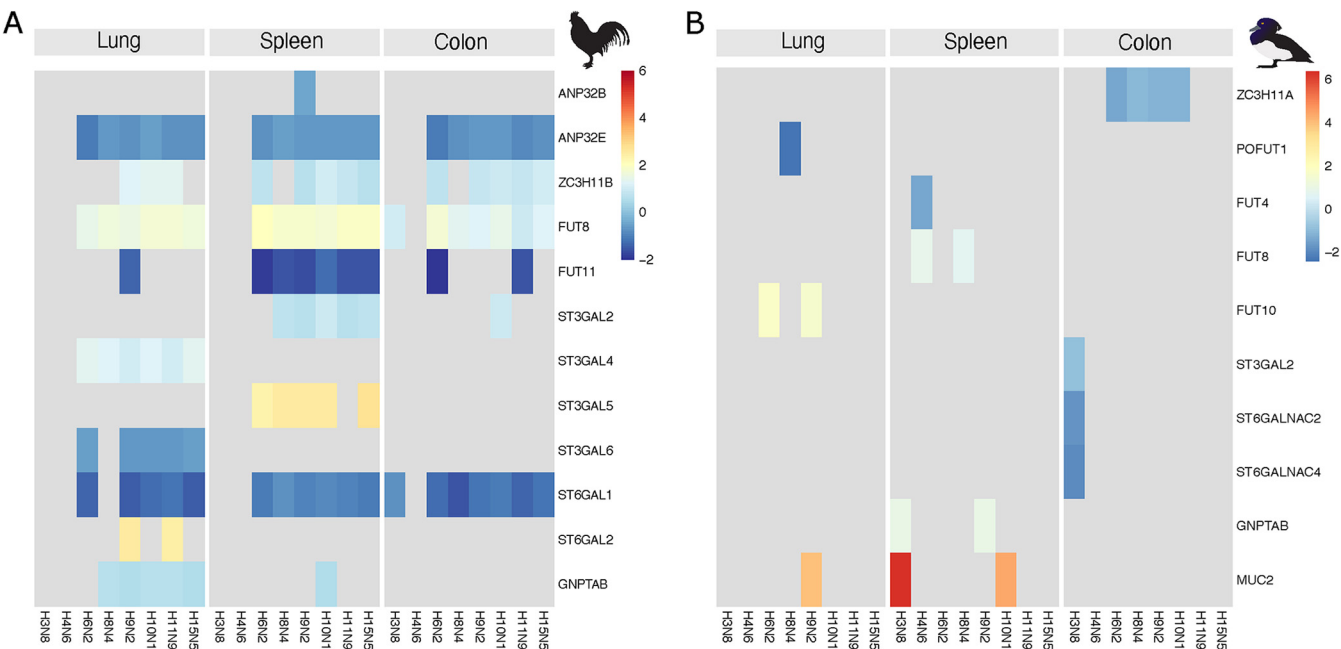 A
Lung Spleen Colon
ANP32B
ANP32E
ZC3H11B
FUT8
FUT11
ST3GAL2
ST3GAL4
ST3GAL5
ST3GAL6
ST6GAL1
ST6GAL2
GNPTAB
6
4
2
0
−2
H3N8 H4N6 H6N2 H8N4 H9N2 H10N1 H11N9 H15N5 H3N8 H4N6 H6N2 H8N4 H9N2 H10N1 H11N9 H15N5 H3N8 H4N6 H6N2 H8N4 H9N2 H10N1 H11N9 H15N5
B
Lung Spleen Colon
ZC3H11A
POFUT1
FUT4
FUT8
FUT10
ST3GAL2
ST6GALNAC2
ST6GALNAC4
GNPTAB
MUC2
6
4
2
0
−2
H3N8 H4N6 H6N2 H8N4 H9N2 H10N1 H11N9 H15N5 H3N8 H4N6 H6N2 H8N4 H9N2 H10N1 H11N9 H15N5 H3N8 H4N6 H6N2 H8N4 H9N2 H10N1 H11N9 H15N5